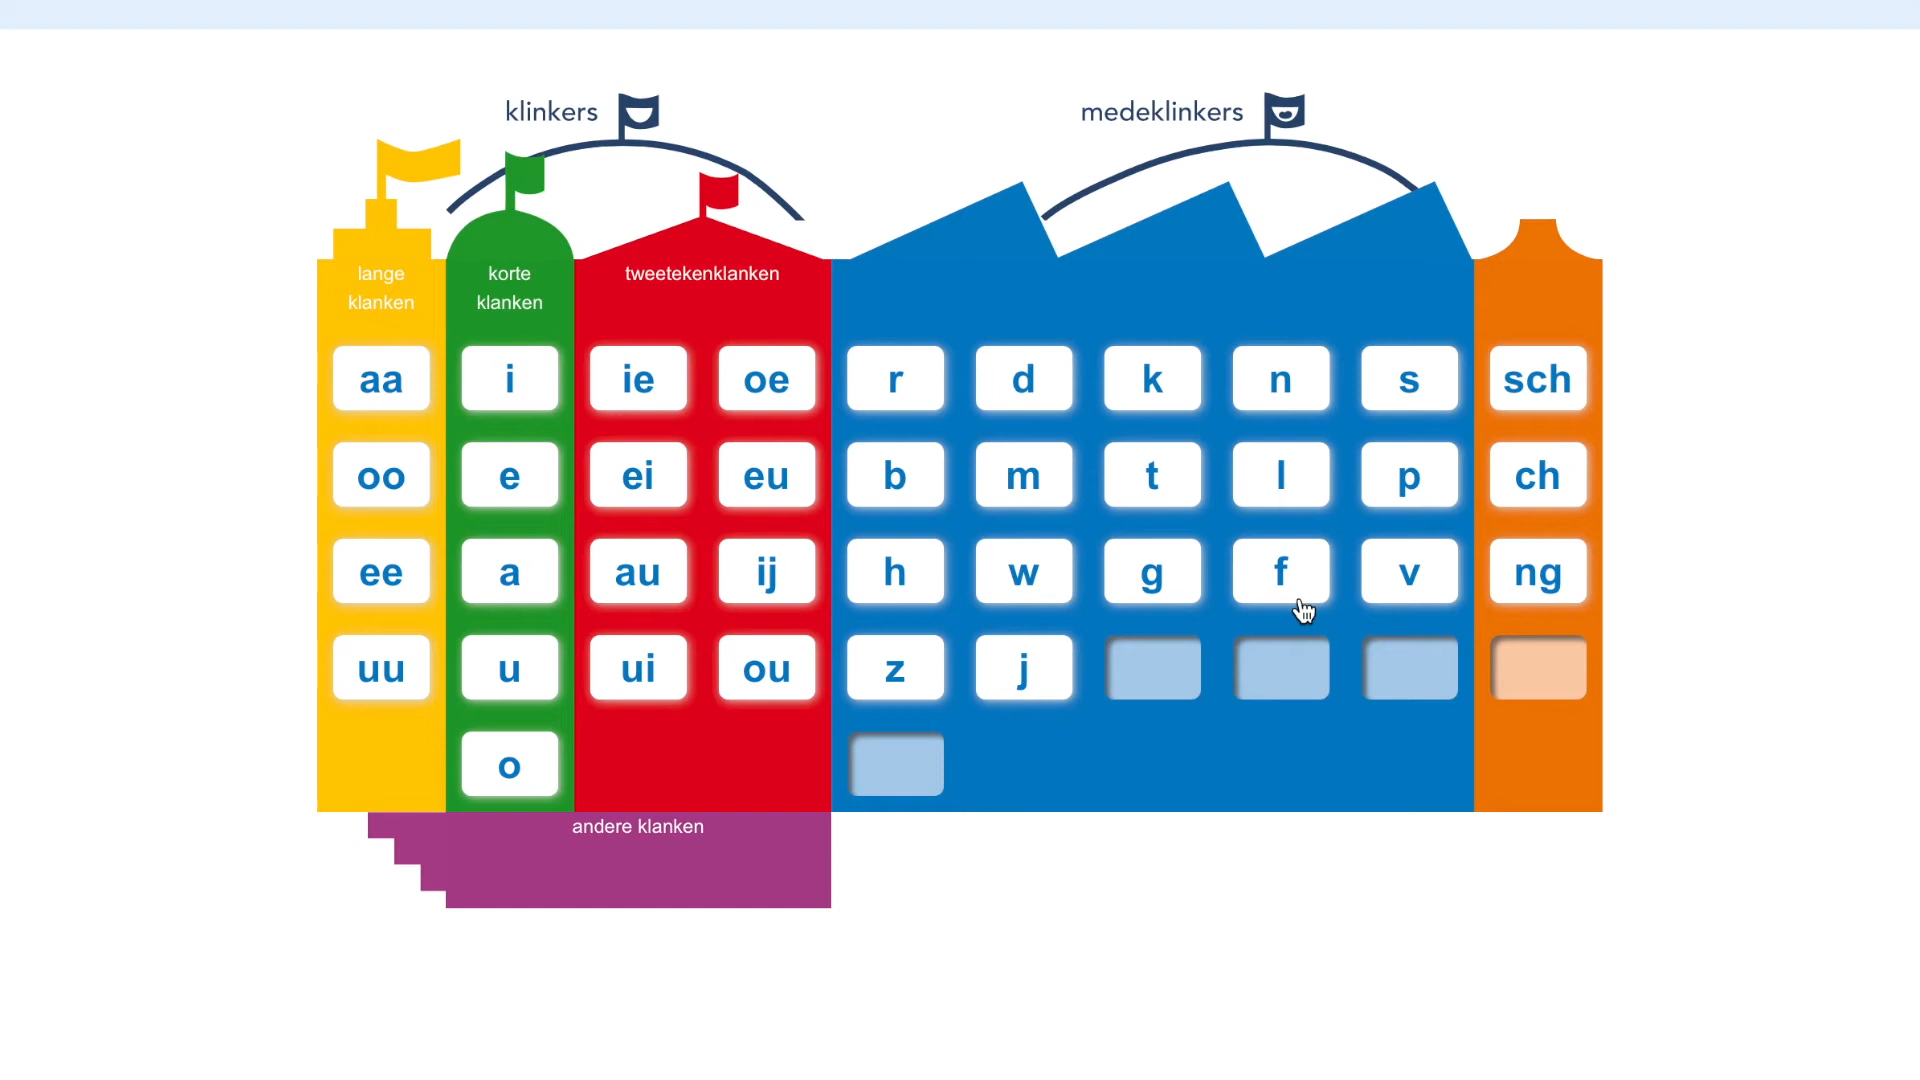 klinkers
medeklinkers
lange
klanken
korte
klanken
tweetekenklanken
aa i ie oe r d k n s sch
oo e ei eu b m t l p ch
ee a au ij h w g f v ng
uu u ui ou z j
o
andere klanken